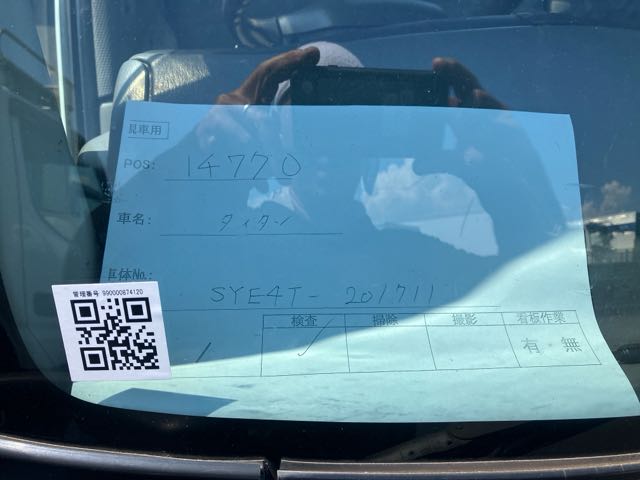 車用
POS: 14770
車名: タイタン
車体No.:
SYE4T-201711
管理番号 990000874120
検査 掃除 撮影 看板作業
✓ 有 無